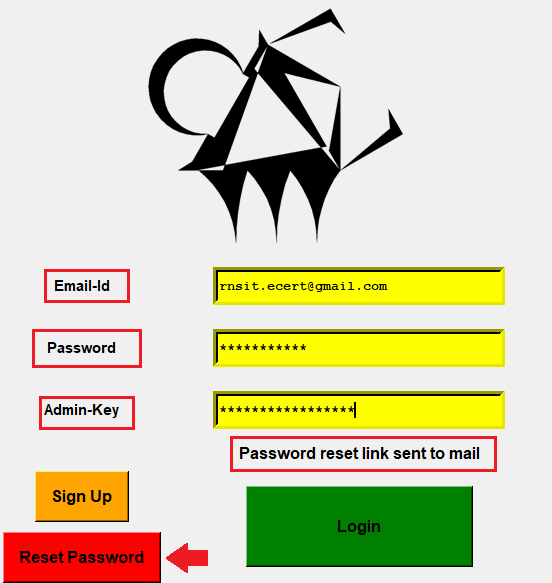 Email-Id
rnsit.ecert@gmail.com
Password
***********
Admin-Key
*****************
Password reset link sent to mail
Sign Up
Login
Reset Password